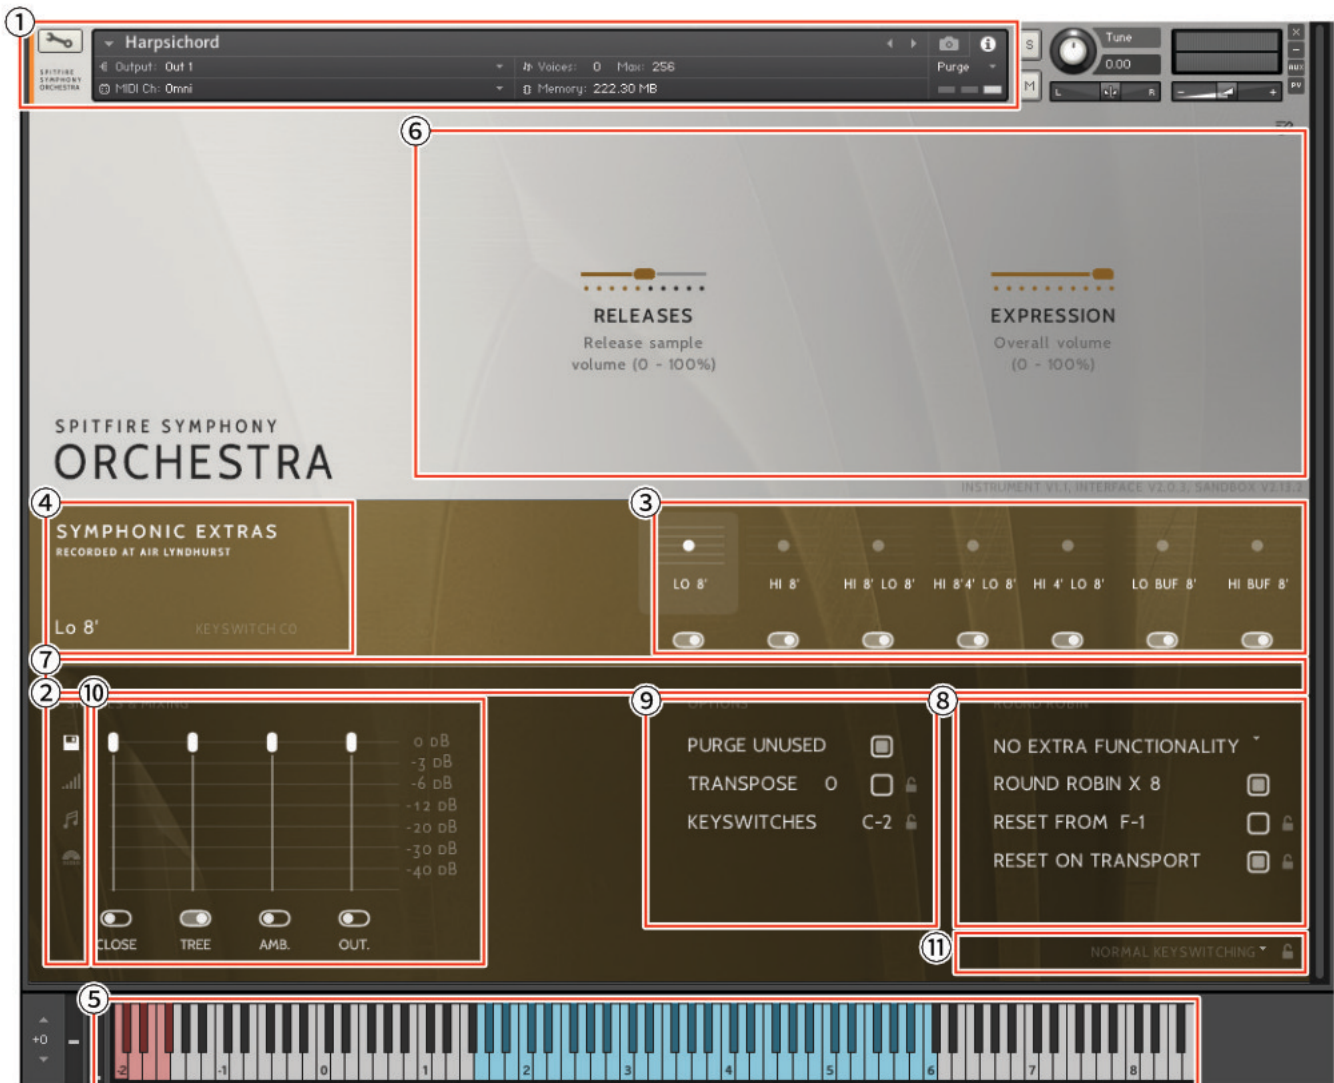 1
Harpsichord
S
Tune
SPITFIRE
SYMPHONY
ORCHESTRA
Output: Out 1
Voices: 0 Max: 256
Purge
0.00
AUX
MIDI Ch: Omni
Memory: 222.30 MB
M
L
R
PV
6
RELEASES
Release sample
volume (0 - 100%)
EXPRESSION
Overall volume
(0 - 100%)
SPITFIRE SYMPHONY
ORCHESTRA
INSTRUMENT V1.1, INTERFACE V2.0.3, SANDBOX V2.13.2
4
SYMPHONIC EXTRAS
RECORDED AT AIR LYNDHURST
Lo 8'
KEYSWITCH C0
3
LO 8'
HI 8'
HI 8' LO 8'
HI 8'4' LO 8'
HI 4' LO 8'
LO BUF 8'
HI BUF 8'
7
2
10
& MIXING
0 dB
-3 dB
-6 dB
-12 dB
-20 dB
-30 dB
-40 dB
CLOSE
TREE
AMB.
OUT.
9
OPTIONS
PURGE UNUSED
TRANSPOSE 0
KEYSWITCHES C-2
8
ROUND ROBIN
NO EXTRA FUNCTIONALITY
ROUND ROBIN X 8
RESET FROM F-1
RESET ON TRANSPORT
11
NORMAL KEYSWITCHING
5
+0
-2 -1 0 1 2 3 4 5 6 7 8